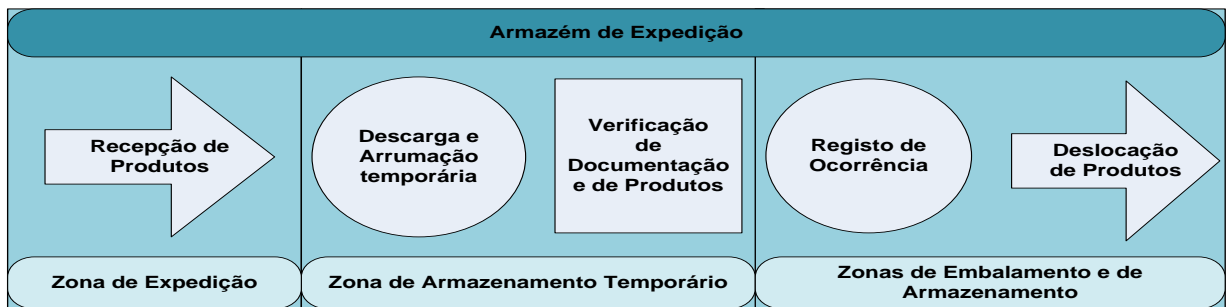 Armazém de Expedição
Recepção de
Produtos
Descarga e
Arrumação
temporária
Verificação
de
Documentação
e de Produtos
Registo de
Ocorrência
Deslocação
de Produtos
Zona de Expedição
Zona de Armazenamento Temporário
Zonas de Embalamento e de
Armazenamento